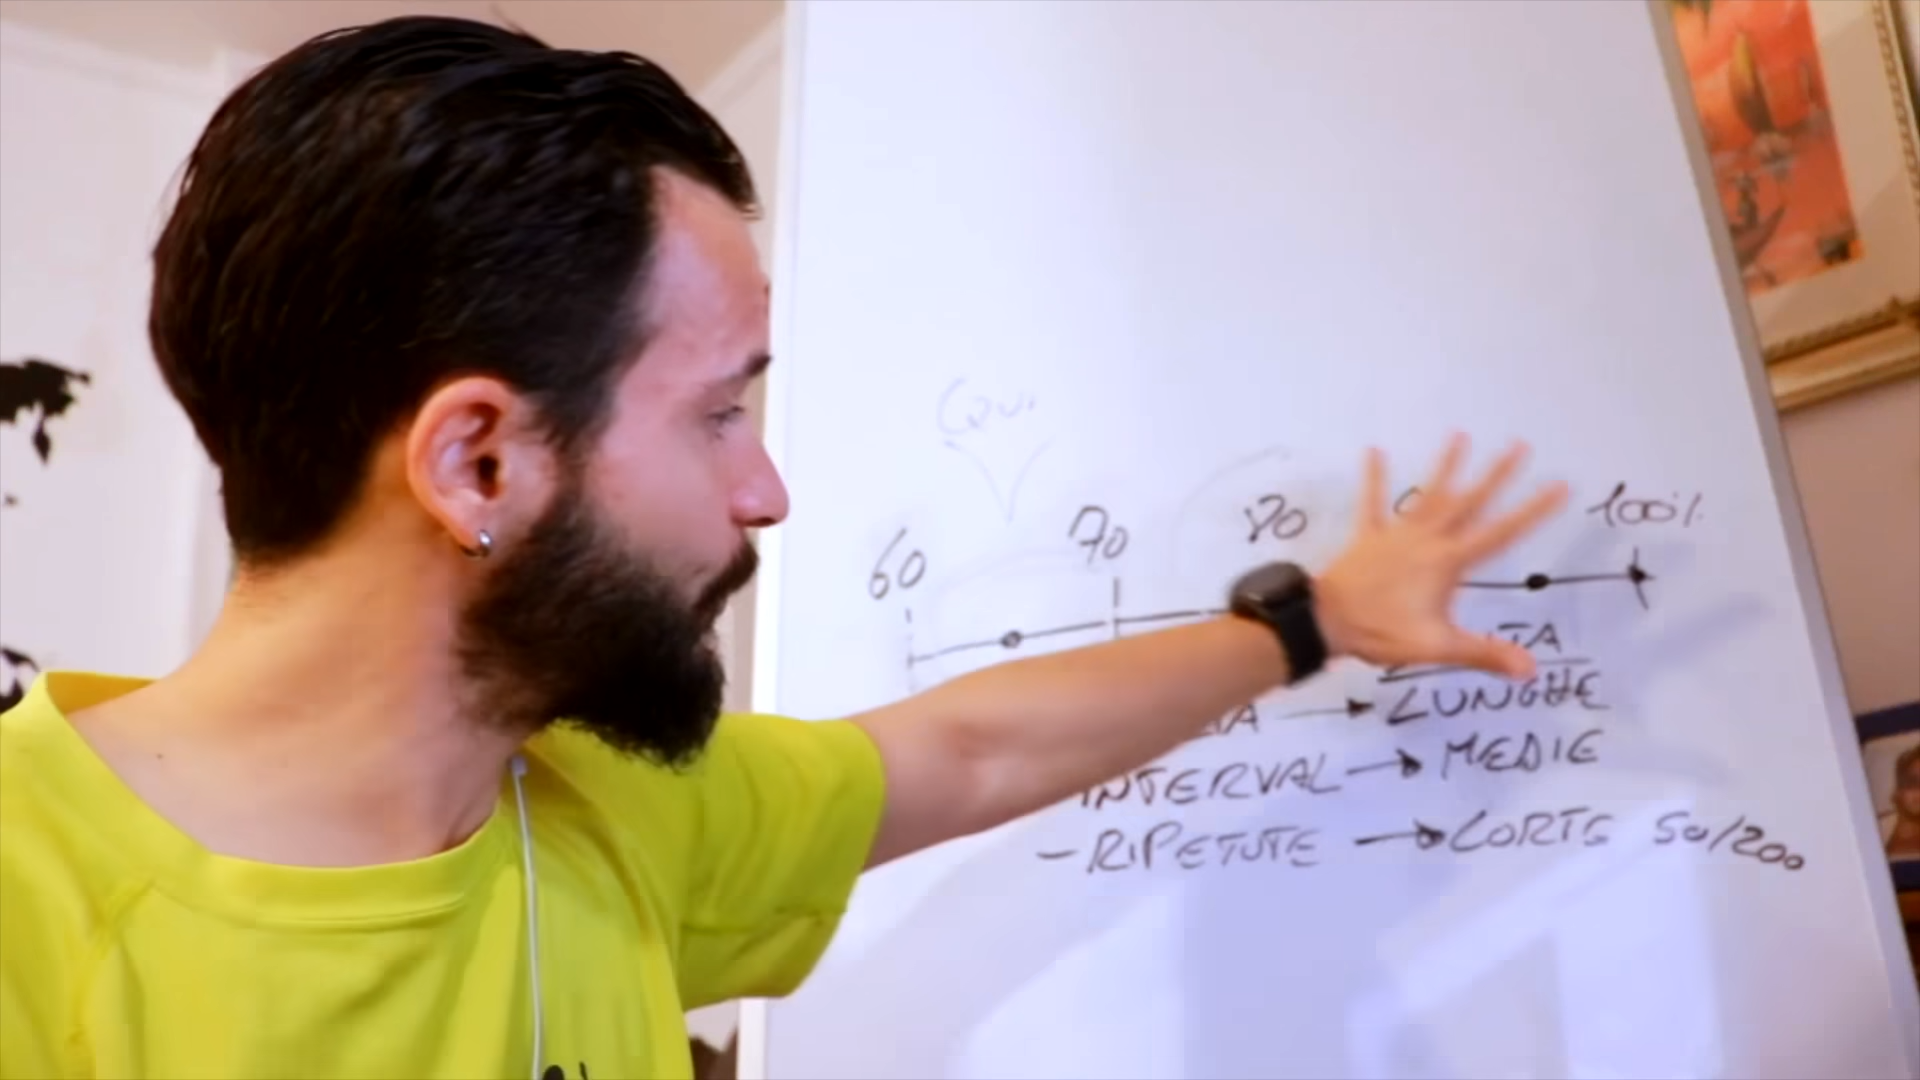 Qui
60 70 80 100%
LUNGHE
INTERVAL → MEDIE
- RIPETUTE → CORTE 50/200